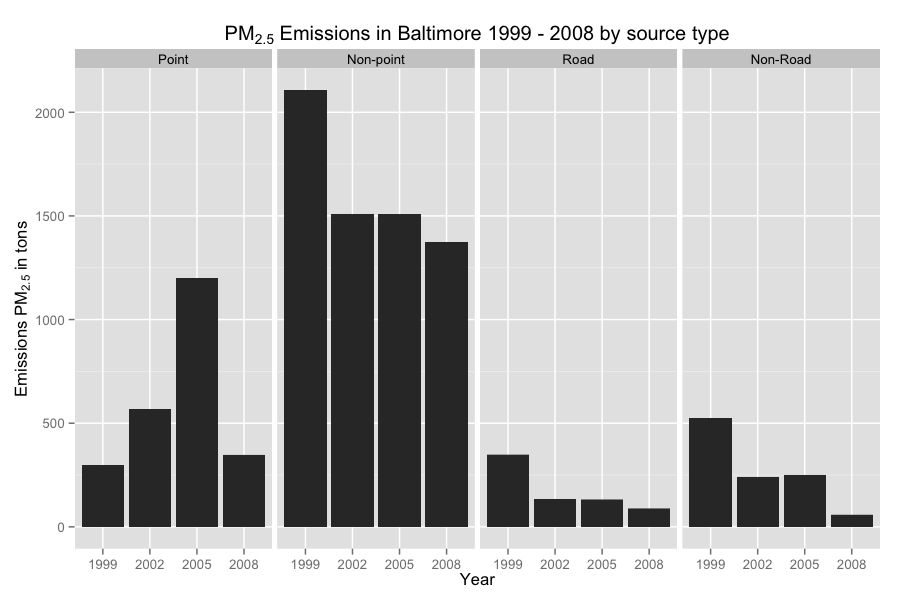 PM2.5 Emissions in Baltimore 1999 - 2008 by source type
Point Non-point Road Non-Road
Emissions PM2.5 in tons
2000
1500
1000
500
0
1999 2002 2005 2008 1999 2002 2005 2008 1999 2002 2005 2008 1999 2002 2005 2008
Year